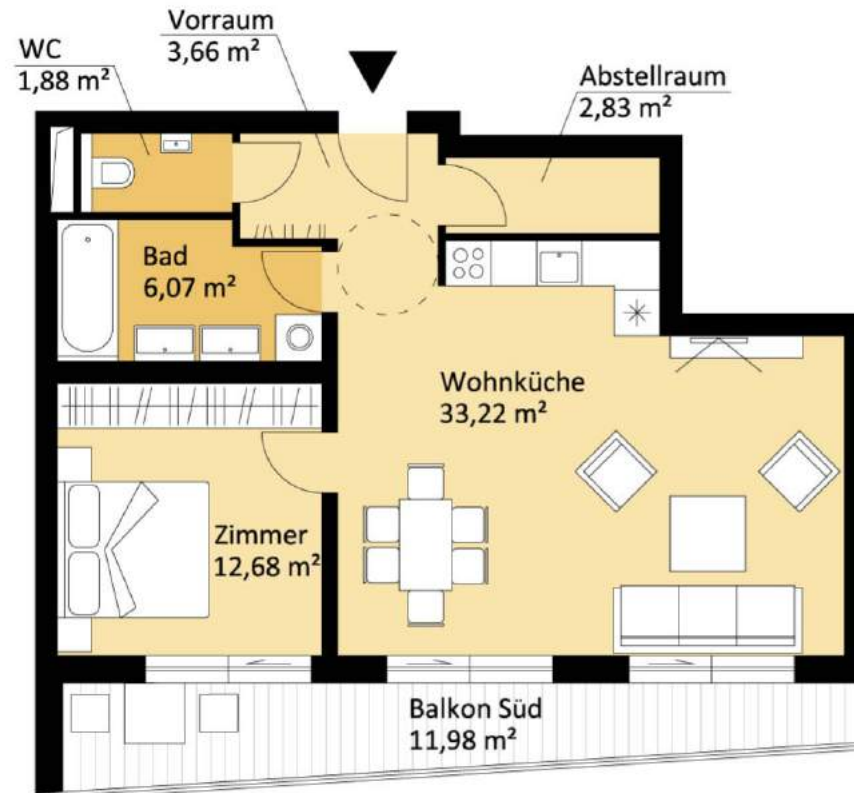 Vorraum
3,66 m²
WC
1,88 m²
Abstellraum
2,83 m²
Bad
6,07 m²
Wohnküche
33,22 m²
Zimmer
12,68 m²
Balkon Süd
11,98 m²